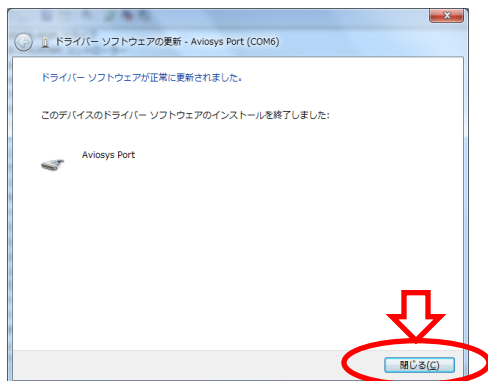 ドライバー ソフトウェアの更新 - Aviosys Port (COM6)
ドライバー ソフトウェアが正常に更新されました。
このデバイスのドライバー ソフトウェアのインストールを終了しました:
Aviosys Port
閉じる(C)